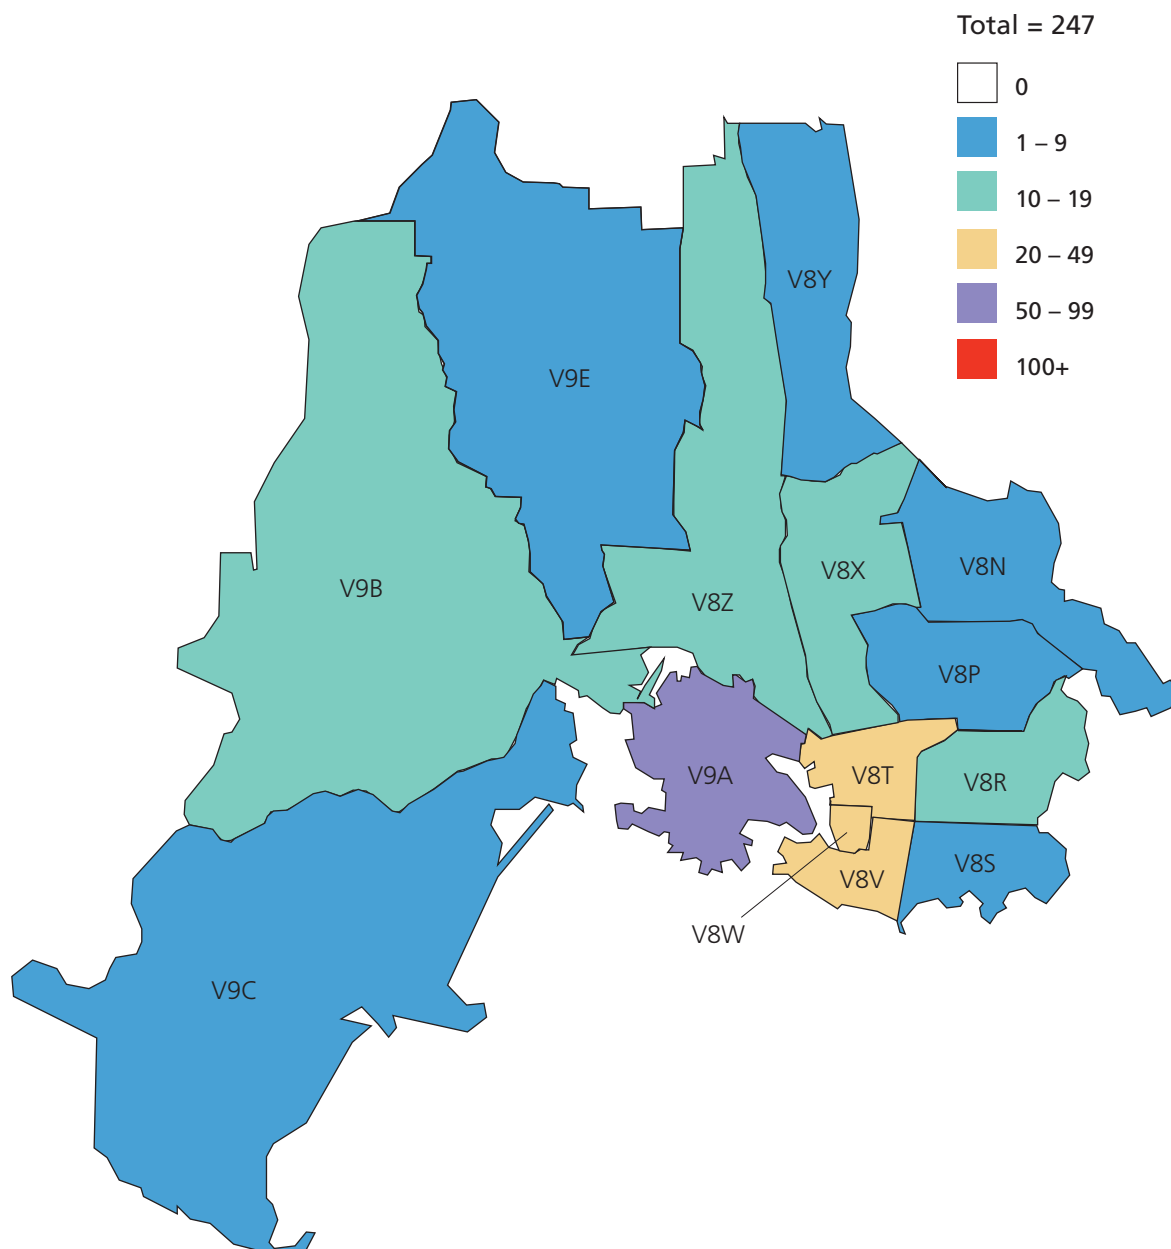 Total = 247
0
1 – 9
10 – 19
20 – 49
50 – 99
100+
V8Y
V9E
V8N
V8X
V9B
V8Z
V8P
V9A
V8T
V8R
V8S
V8V
V8W
V9C